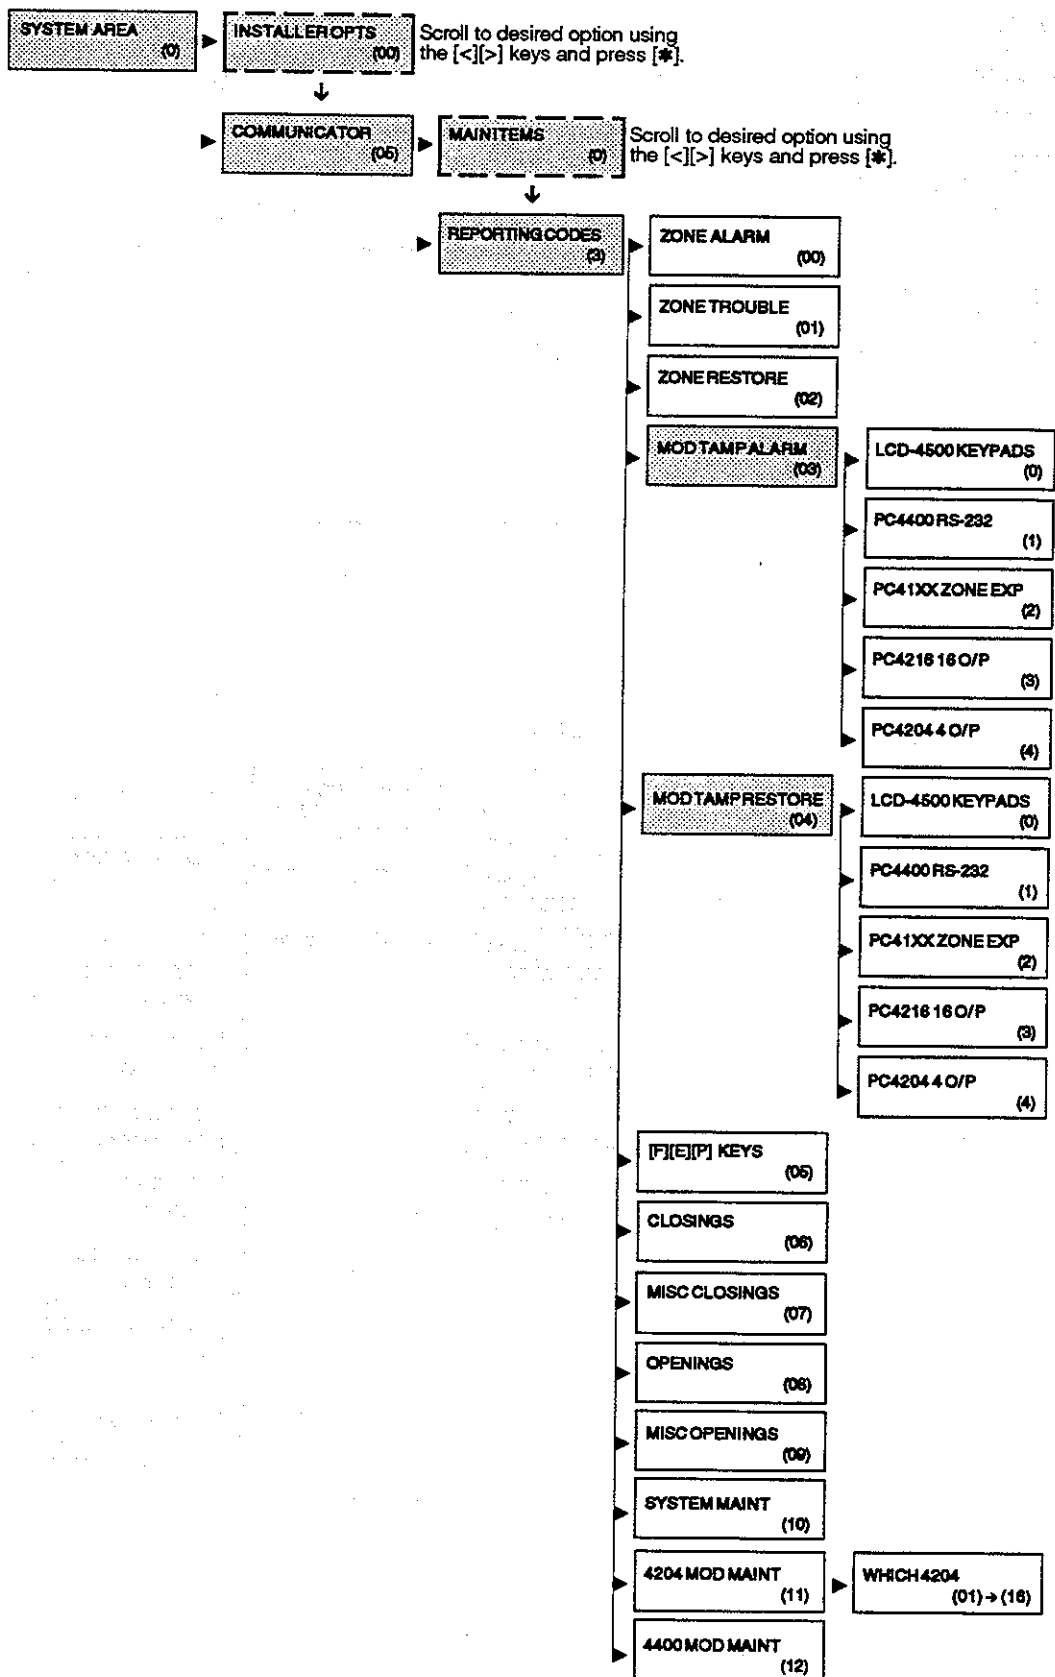 SYSTEM AREA
(0)
INSTALLER OPTS
(00)
Scroll to desired option using
the [<][>] keys and press [✱].
COMMUNICATOR
(05)
MAIN ITEMS
(0)
Scroll to desired option using
the [<][>] keys and press [✱].
REPORTING CODES
(3)
ZONE ALARM
(00)
ZONE TROUBLE
(01)
ZONE RESTORE
(02)
MOD TAMP ALARM
(03)
LCD-4500 KEYPADS
(0)
PC4400 RS-232
(1)
PC41XX ZONE EXP
(2)
PC4216 16 O/P
(3)
PC4204 4 O/P
(4)
MOD TAMP RESTORE
(04)
LCD-4500 KEYPADS
(0)
PC4400 RS-232
(1)
PC41XX ZONE EXP
(2)
PC4216 16 O/P
(3)
PC4204 4 O/P
(4)
[F][E][P] KEYS
(05)
CLOSINGS
(06)
MISC CLOSINGS
(07)
OPENINGS
(08)
MISC OPENINGS
(09)
SYSTEM MAINT
(10)
4204 MOD MAINT
(11)
WHICH 4204
(01) → (16)
4400 MOD MAINT
(12)